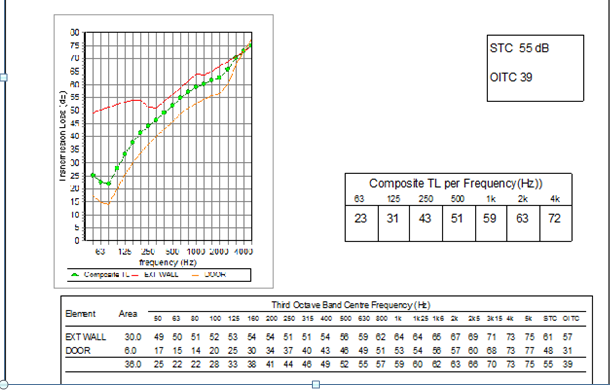 STC 55 dB
OITC 39
80
75
70
65
60
55
50
45
40
35
30
25
20
15
10
5
0
Transmission Loss (dB)
63 125 250 500 1000 2000 4000
frequency (Hz)
Composite TL EXT WALL DOOR
Composite TL per Frequency(Hz))
63 125 250 500 1k 2k 4k
23 31 43 51 59 63 72
Third Octave Band Centre Frequency (Hz)
Element Area 50 63 80 100 125 160 200 250 315 400 500 630 800 1k 1k25 1k6 2k 2k5 3k15 4k 5k STC OITC
EXT WALL 30.0 49 50 51 52 53 54 54 51 51 54 56 59 62 64 64 65 67 69 71 73 75 61 57
DOOR 6.0 17 15 14 20 25 30 34 37 40 43 46 49 51 53 54 56 57 60 68 73 77 48 31
36.0 25 22 22 28 33 38 41 44 46 49 52 55 57 59 60 62 63 66 70 73 75 55 39